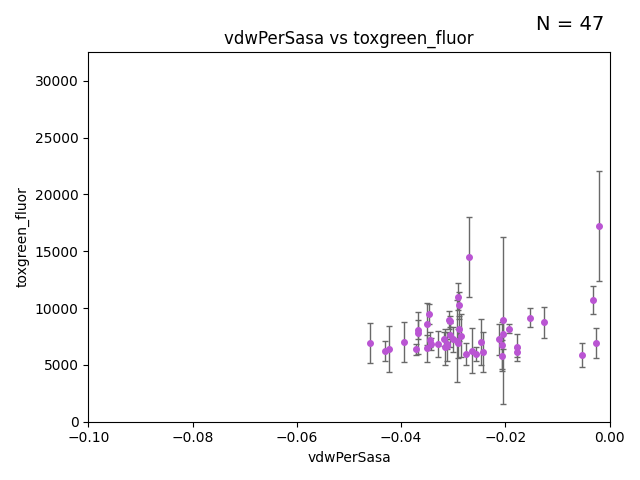 N = 47
vdwPerSasa vs toxgreen_fluor
30000
25000
20000
15000
10000
5000
0
toxgreen_fluor
−0.10 −0.08 −0.06 −0.04 −0.02 0.00
vdwPerSasa